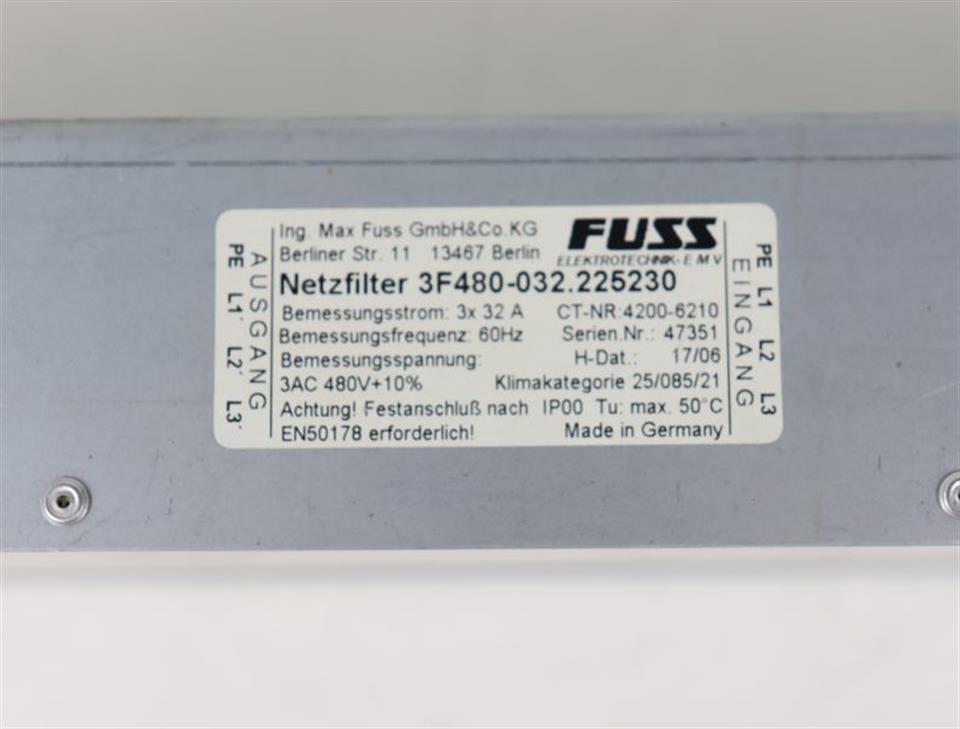 Ing. Max Fuss GmbH&Co.KG
Berliner Str. 11 13467 Berlin
FUSS
ELEKTROTECHNIK-EMV
Netzfilter 3F480-032.225230
Bemessungsstrom: 3x 32 A CT-NR:4200-6210
Bemessungsfrequenz: 60Hz Serien.Nr.: 47351
Bemessungsspannung: H-Dat.: 17/06
3AC 480V+10% Klimakategorie 25/085/21
Achtung! Festanschluß nach IP00 Tu: max. 50°C
EN50178 erforderlich! Made in Germany
PE L1' L2' L3'
AUSGANG
PE L1 L2 L3
EINGANG